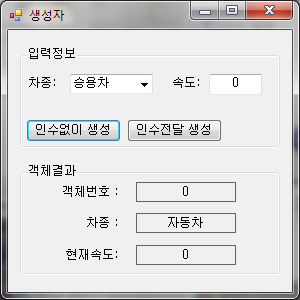 생성자
입력정보
차종: 승용차 속도: 0
인수없이 생성 인수전달 생성
객체결과
객체번호 : 0
차종 : 자동차
현재속도: 0